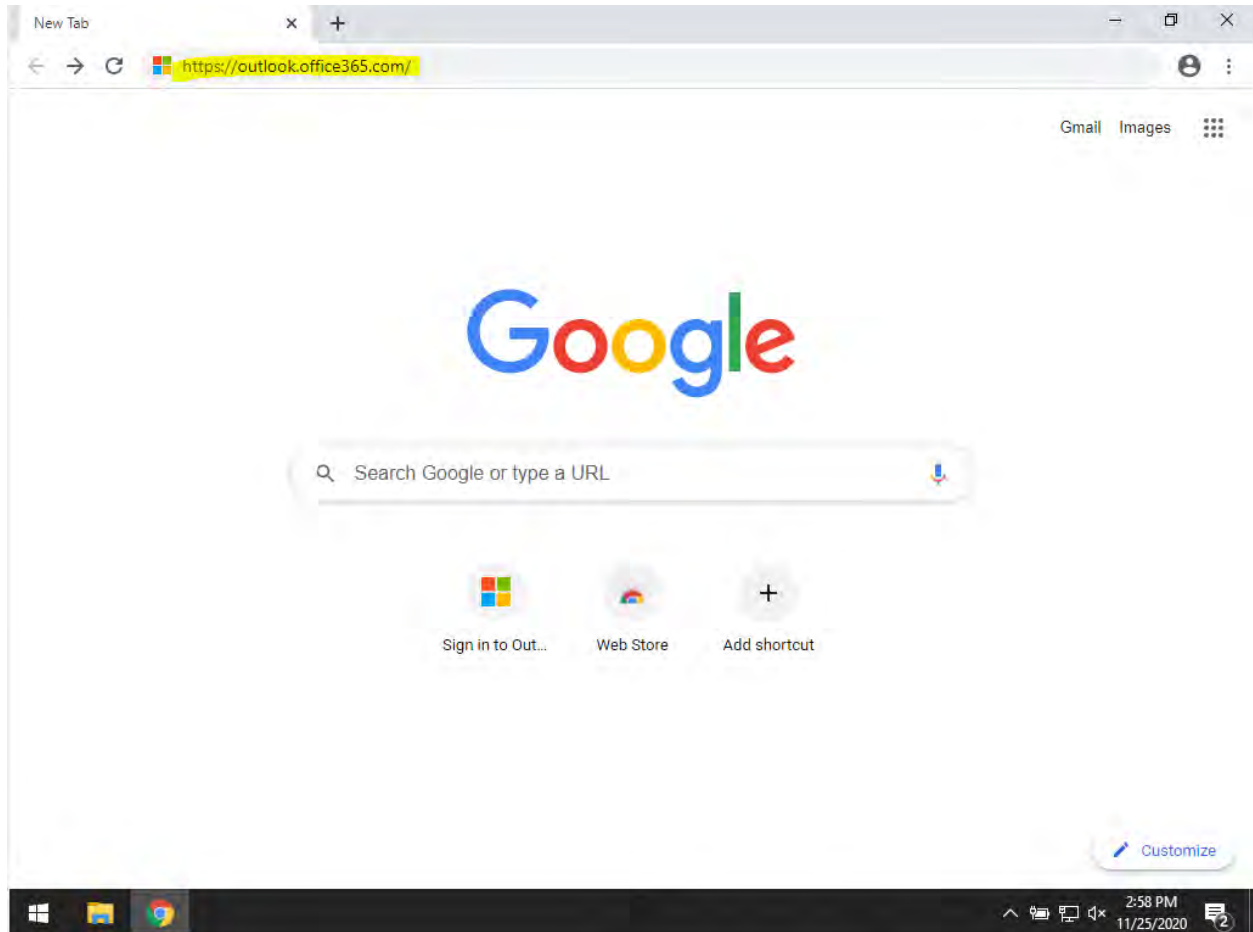 New Tab
https://outlook.office365.com/
Gmail Images
Google
Search Google or type a URL
Sign in to Out... Web Store Add shortcut
Customize
2:58 PM
11/25/2020
2